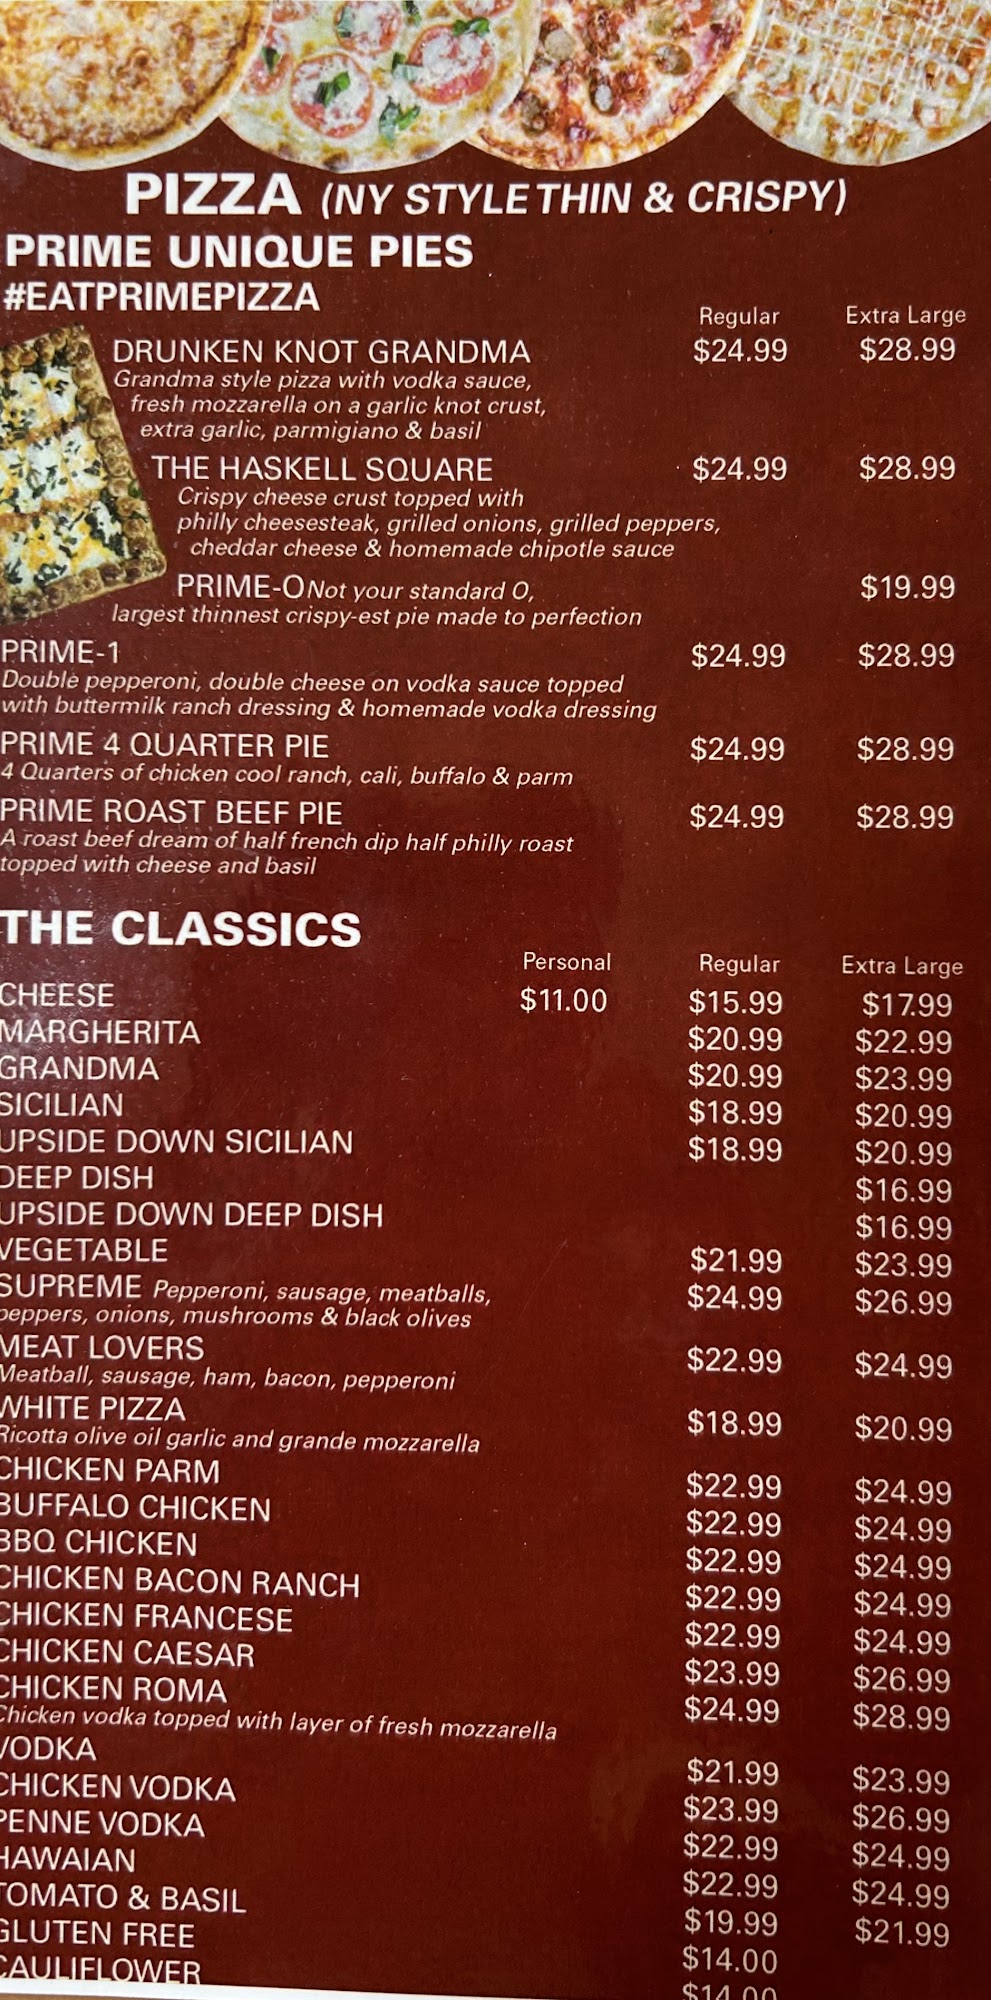 PIZZA (NY STYLE THIN & CRISPY)
PRIME UNIQUE PIES
#EATPRIMEPIZZA
Regular Extra Large
DRUNKEN KNOT GRANDMA $24.99 $28.99
Grandma style pizza with vodka sauce,
fresh mozzarella on a garlic knot crust,
extra garlic, parmigiano & basil
THE HASKELL SQUARE $24.99 $28.99
Crispy cheese crust topped with
philly cheesesteak, grilled onions, grilled peppers,
cheddar cheese & homemade chipotle sauce
PRIME-O Not your standard O, $19.99
largest thinnest crispy-est pie made to perfection
PRIME-1 $24.99 $28.99
Double pepperoni, double cheese on vodka sauce topped
with buttermilk ranch dressing & homemade vodka dressing
PRIME 4 QUARTER PIE $24.99 $28.99
4 Quarters of chicken cool ranch, cali, buffalo & parm
PRIME ROAST BEEF PIE $24.99 $28.99
A roast beef dream of half french dip half philly roast
topped with cheese and basil
THE CLASSICS
Personal Regular Extra Large
CHEESE $11.00 $15.99 $17.99
MARGHERITA $20.99 $22.99
GRANDMA $20.99 $23.99
SICILIAN $18.99 $20.99
UPSIDE DOWN SICILIAN $18.99 $20.99
DEEP DISH $16.99
UPSIDE DOWN DEEP DISH $16.99
VEGETABLE $21.99 $23.99
SUPREME Pepperoni, sausage, meatballs, $24.99 $26.99
peppers, onions, mushrooms & black olives
MEAT LOVERS $22.99 $24.99
Meatball, sausage, ham, bacon, pepperoni
WHITE PIZZA $18.99 $20.99
Ricotta olive oil garlic and grande mozzarella
CHICKEN PARM $22.99 $24.99
BUFFALO CHICKEN $22.99 $24.99
BBQ CHICKEN $22.99 $24.99
CHICKEN BACON RANCH $22.99 $24.99
CHICKEN FRANCESE $22.99 $24.99
CHICKEN CAESAR $23.99 $26.99
CHICKEN ROMA $24.99 $28.99
Chicken vodka topped with layer of fresh mozzarella
VODKA $21.99 $23.99
CHICKEN VODKA $23.99 $26.99
PENNE VODKA $22.99 $24.99
HAWAIAN $22.99 $24.99
TOMATO & BASIL $19.99 $21.99
GLUTEN FREE $14.00
CAULIFLOWER $14.00